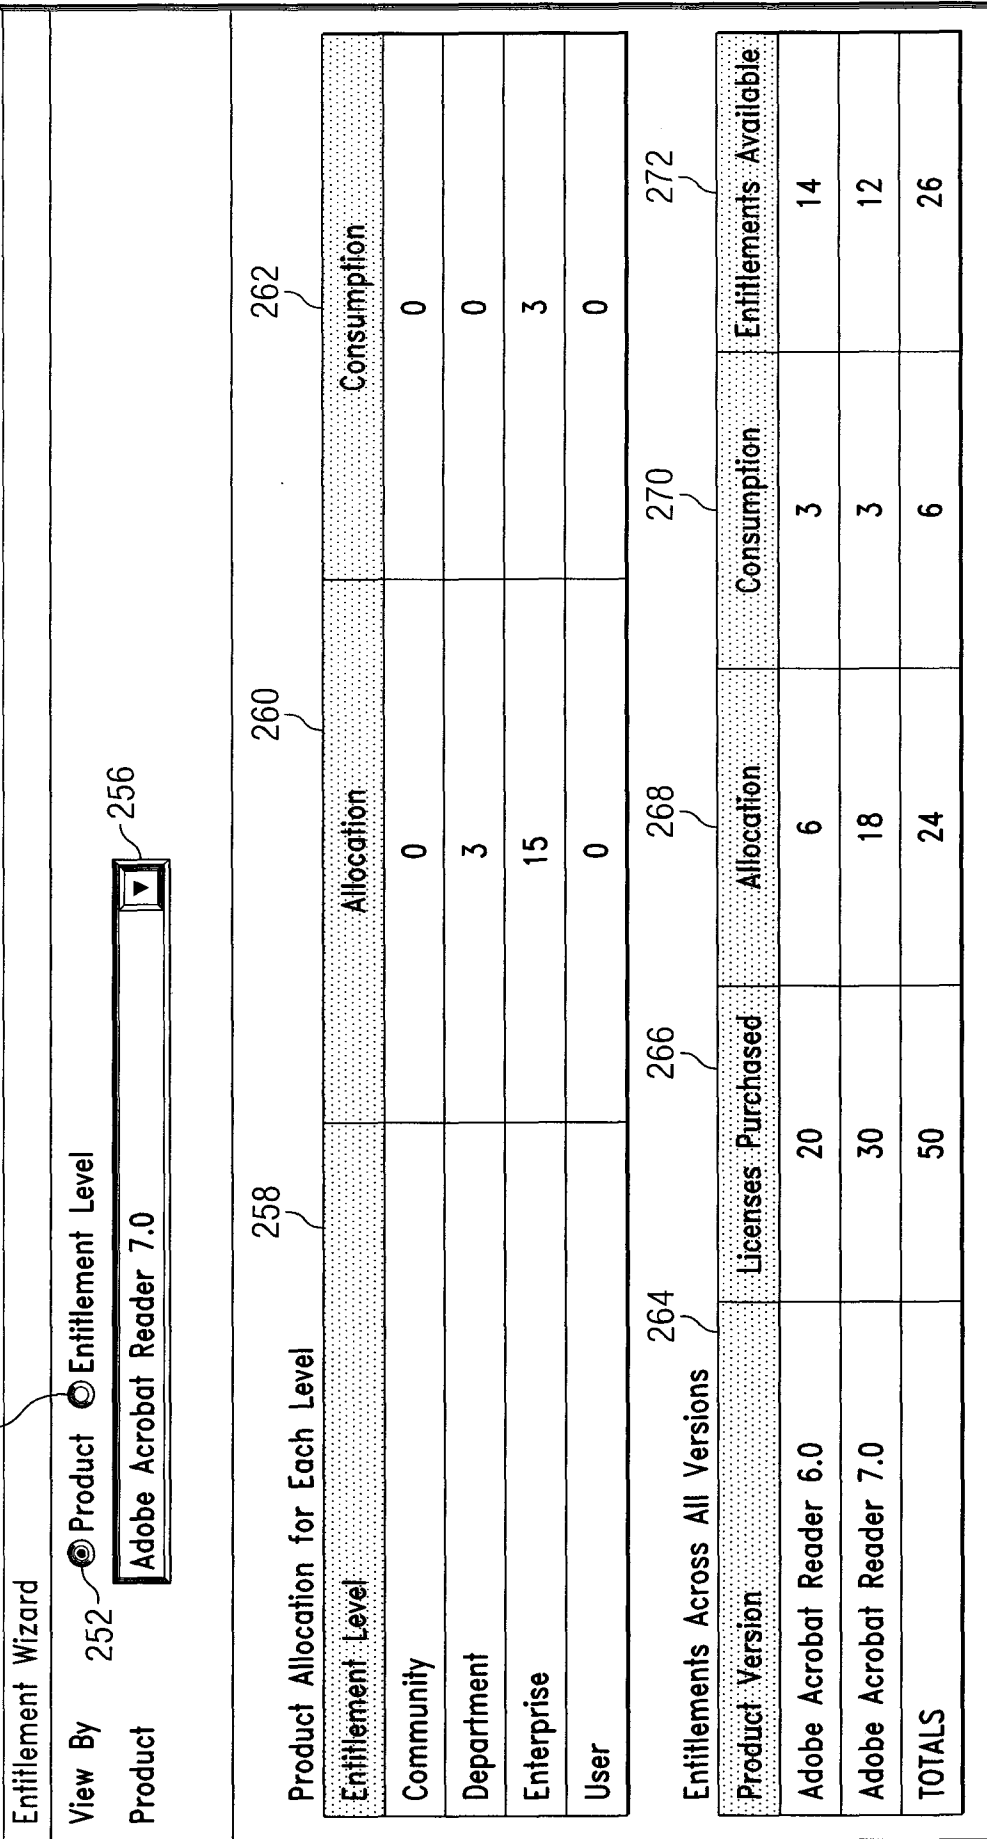 Entitlement Wizard
View By Product Entitlement Level
252
Product Adobe Acrobat Reader 7.0 ▼
256
Product Allocation for Each Level
258 260 262
Entitlement Level Allocation Consumption
Community 0 0
Department 3 0
Enterprise 15 3
User 0 0
Entitlements Across All Versions
264 266 268 270 272
Product Version Licenses Purchased Allocation Consumption Entitlements Available
Adobe Acrobat Reader 6.0 20 6 3 14
Adobe Acrobat Reader 7.0 30 18 3 12
TOTALS 50 24 6 26